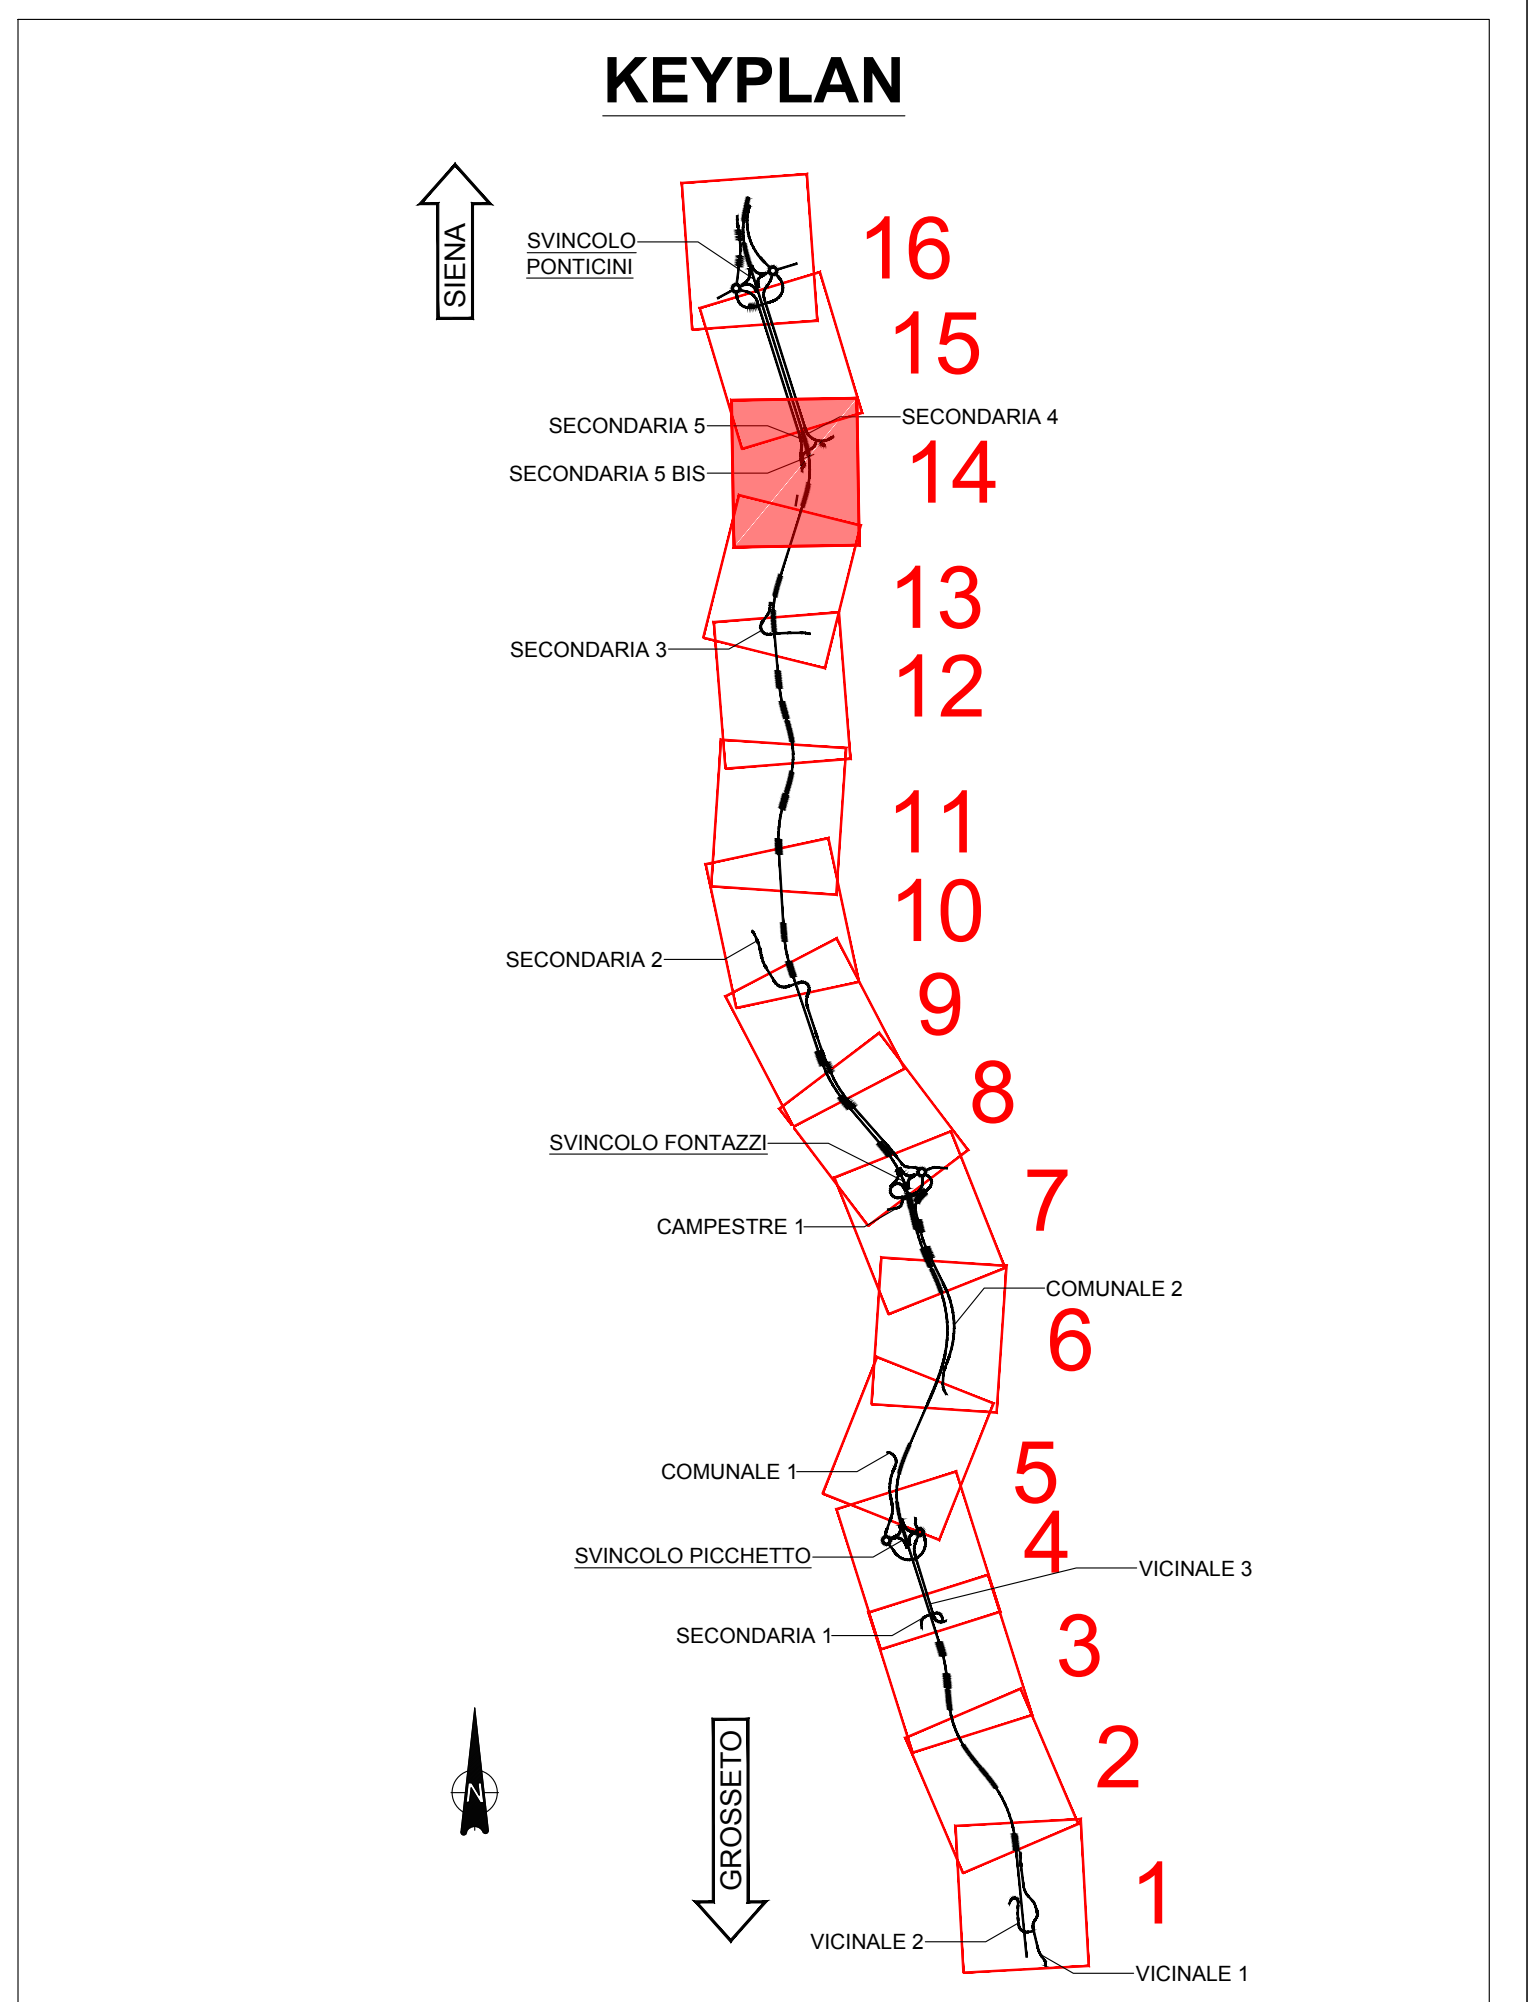 KEYPLAN
SIENA
SVINCOLO
PONTICINI
16
15
SECONDARIA 4
SECONDARIA 5
14
SECONDARIA 5 BIS
13
SECONDARIA 3
12
11
10
SECONDARIA 2
9
8
SVINCOLO FONTAZZI
7
CAMPESTRE 1
COMUNALE 2
6
COMUNALE 1
5
4
SVINCOLO PICCHETTO
VICINALE 3
SECONDARIA 1
3
2
N
GROSSETO
1
VICINALE 2
VICINALE 1